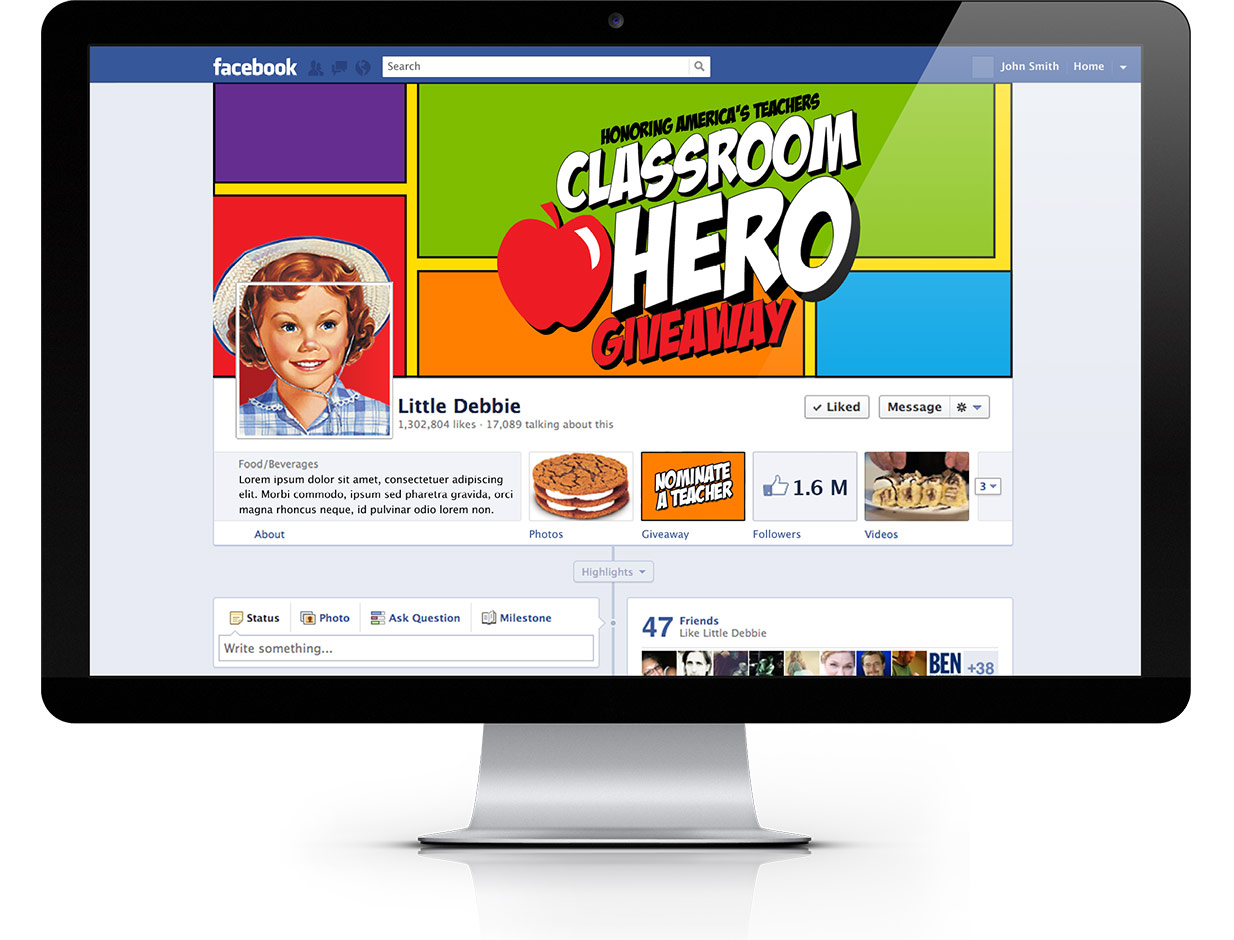 facebook
Search
John Smith
Home
HONORING AMERICA'S TEACHERS
CLASSROOM
HERO
GIVEAWAY
Little Debbie
1,302,804 likes · 17,089 talking about this
Liked
Message
Food/Beverages
Lorem ipsum dolor sit amet, consectetuer adipiscing
elit. Morbi commodo, ipsum sed pharetra gravida, orci
magna rhoncus neque, id pulvinar odio lorem non.
About
Photos
NOMINATE
A TEACHER
Giveaway
1.6 M
Followers
Videos
3
Highlights
Status
Photo
Ask Question
Milestone
Write something...
47
Friends
Like Little Debbie
BEN
+38